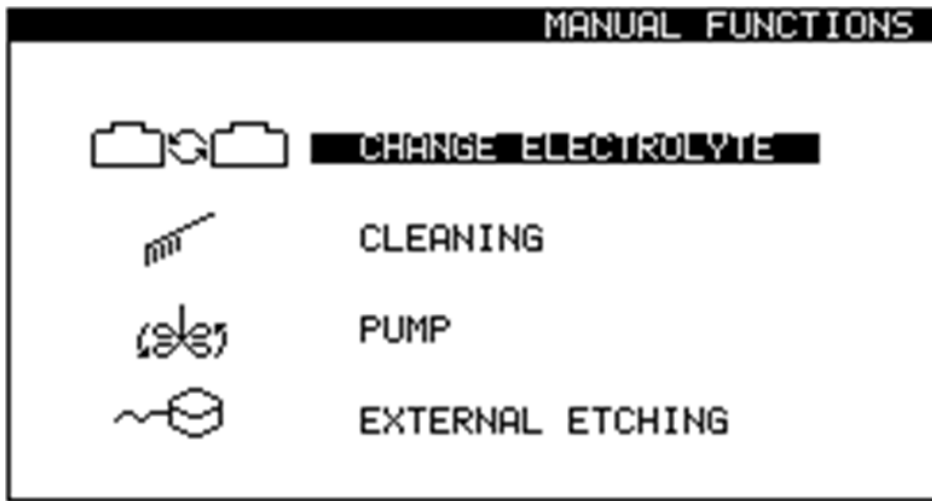 MANUAL FUNCTIONS
CHANGE ELECTROLYTE
CLEANING
PUMP
EXTERNAL ETCHING